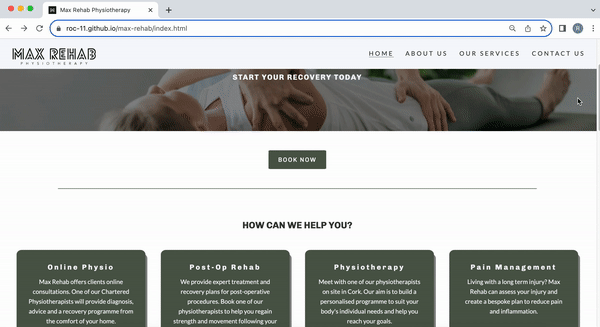 Max Rehab Physiotherapy
roc-11.github.io/max-rehab/index.html
R
MAX REHAB
PHYSIOTHERAPY
HOME ABOUT US OUR SERVICES CONTACT US
START YOUR RECOVERY TODAY
BOOK NOW
HOW CAN WE HELP YOU?
Online Physio
Max Rehab offers clients online
consultations. One of our Chartered
Physiotherapists will provide diagnosis,
advice and a recovery programme from
the comfort of your home.
Post-Op Rehab
We provide expert treatment and
recovery plans for post-operative
procedures. Book one of our
physiotherapists to help you regain
strength and movement following your
Physiotherapy
Meet with one of our physiotherapists
on site in Cork. Our aim is to build a
personalised programme to suit your
body's individual needs and help you
reach your goals.
Pain Management
Living with a long term injury? Max
Rehab can assess your injury and
create a bespoke plan to reduce pain
and inflammation.